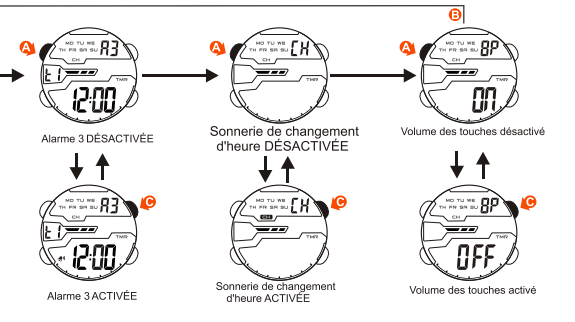 B
A
MO TU WE A3
TH FR SA SU
CH
t1
TMR
12:00
Alarme 3 DÉSACTIVÉE
A
MO TU WE CH
TH FR SA SU
CH
TMR
Sonnerie de changement
d'heure DÉSACTIVÉE
A
MO TU WE BP
TH FR SA SU
CH
TMR
ON
Volume des touches désactivé
C
MO TU WE A3
TH FR SA SU
CH
t1
TMR
12:00
Alarme 3 ACTIVÉE
C
MO TU WE CH
TH FR SA SU
CH
TMR
Sonnerie de changement
d'heure ACTIVÉE
C
MO TU WE BP
TH FR SA SU
CH
TMR
OFF
Volume des touches activé